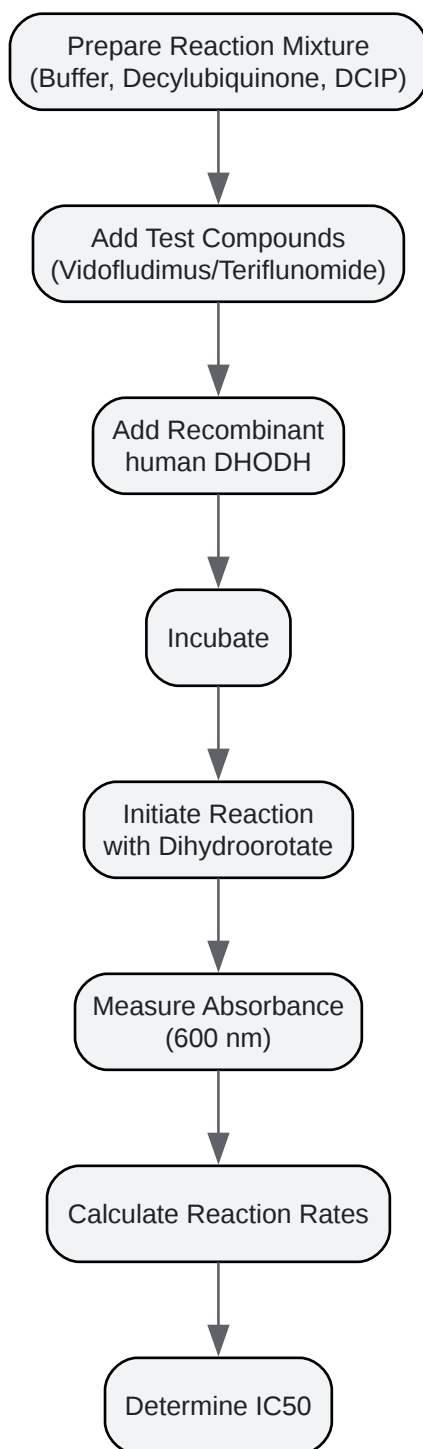 Prepare Reaction Mixture
(Buffer, Decylubiquinone, DCIP)
Add Test Compounds
(Vidofludimus/Teriflunomide)
Add Recombinant
human DHODH
Incubate
Initiate Reaction
with Dihydroorotate
Measure Absorbance
(600 nm)
Calculate Reaction Rates
Determine IC50